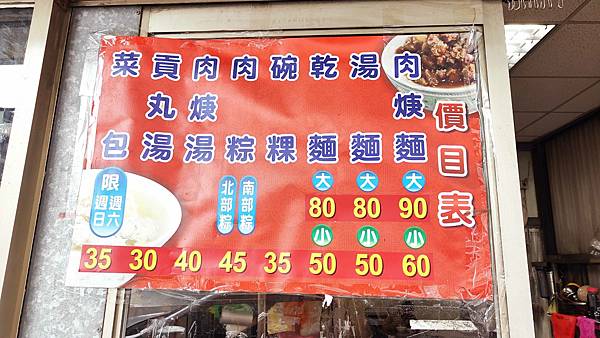 價目表
肉羹麵 大 90 小 60
湯麵 大 80 小 50
乾麵 大 80 小 50
碗粿 35
肉粽 南部粽 北部粽 45
肉羹湯 40
貢丸湯 30
菜包 限週六週日 35